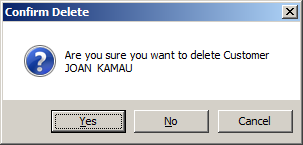 Confirm Delete
Are you sure you want to delete Customer
JOAN  KAMAU
Yes
No
Cancel